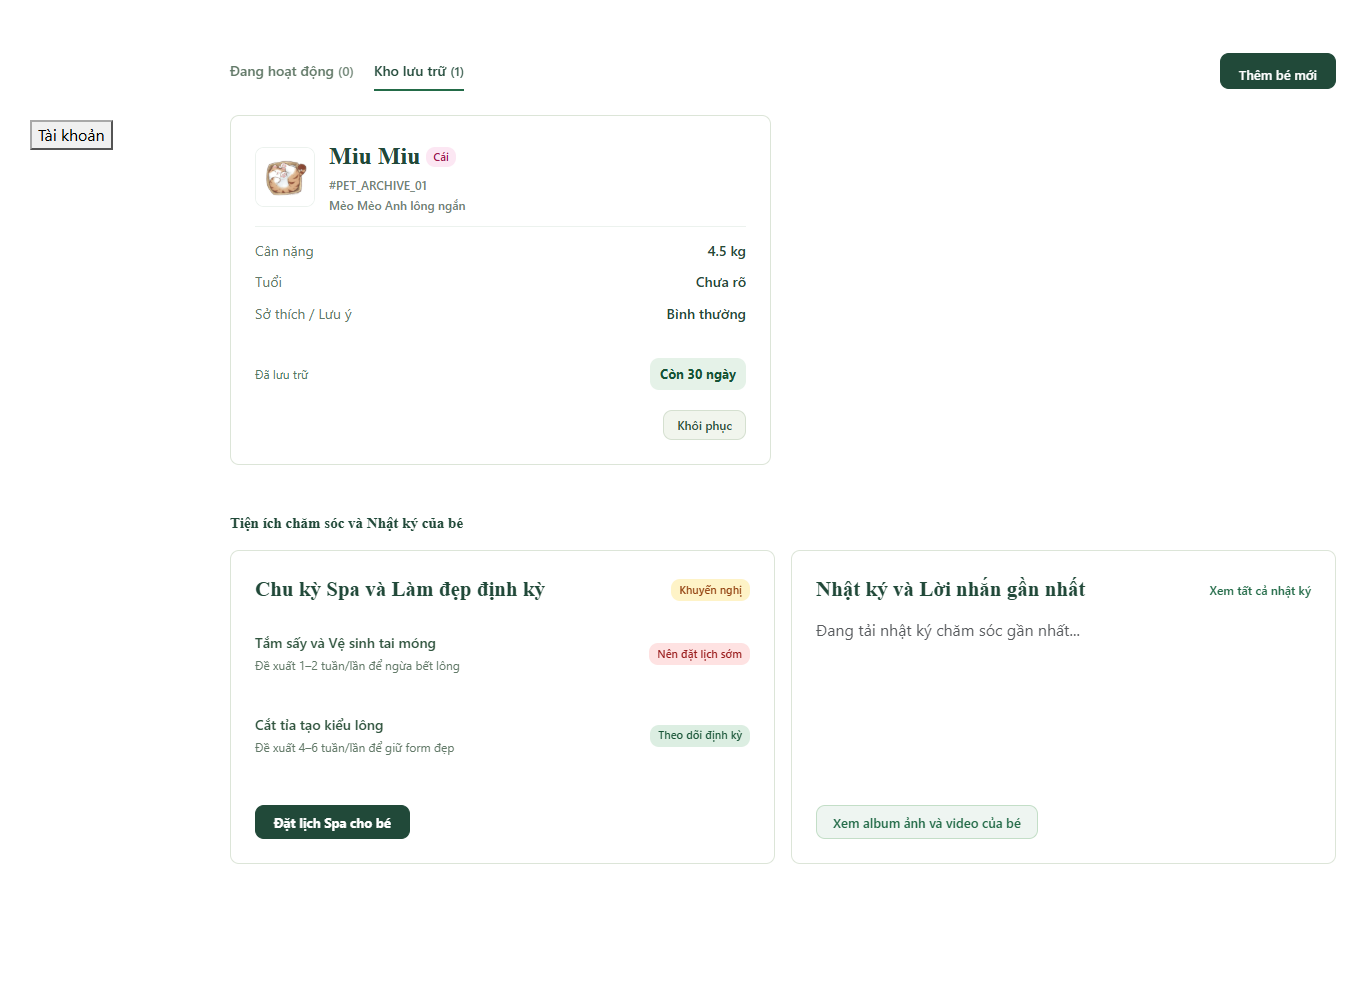 Đang hoạt động (0)
Kho lưu trữ (1)
Thêm bé mới
Tài khoản
Miu Miu
Cái
#PET_ARCHIVE_01
Mèo Mèo Anh lông ngắn
Cân nặng
4.5 kg
Tuổi
Chưa rõ
Sở thích / Lưu ý
Bình thường
Đã lưu trữ
Còn 30 ngày
Khôi phục
Tiện ích chăm sóc và Nhật ký của bé
Chu kỳ Spa và Làm đẹp định kỳ
Khuyến nghị
Tắm sấy và Vệ sinh tai móng
Đề xuất 1–2 tuần/lần để ngừa bết lông
Nên đặt lịch sớm
Cắt tỉa tạo kiểu lông
Đề xuất 4–6 tuần/lần để giữ form đẹp
Theo dõi định kỳ
Đặt lịch Spa cho bé
Nhật ký và Lời nhắn gần nhất
Xem tất cả nhật ký
Đang tải nhật ký chăm sóc gần nhất...
Xem album ảnh và video của bé